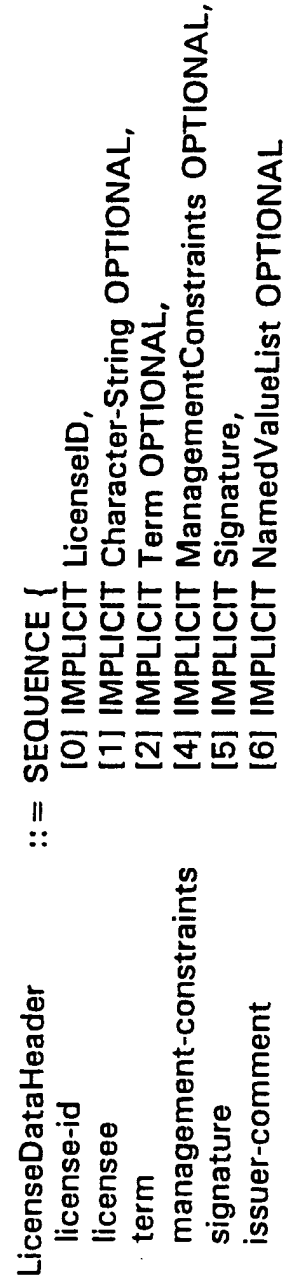 LicenseDataHeader ::= SEQUENCE {
license-id [0] IMPLICIT LicenseID,
licensee [1] IMPLICIT Character-String OPTIONAL,
term [2] IMPLICIT Term OPTIONAL,
management-constraints [4] IMPLICIT ManagementConstraints OPTIONAL,
signature [5] IMPLICIT Signature,
issuer-comment [6] IMPLICIT NamedValueList OPTIONAL